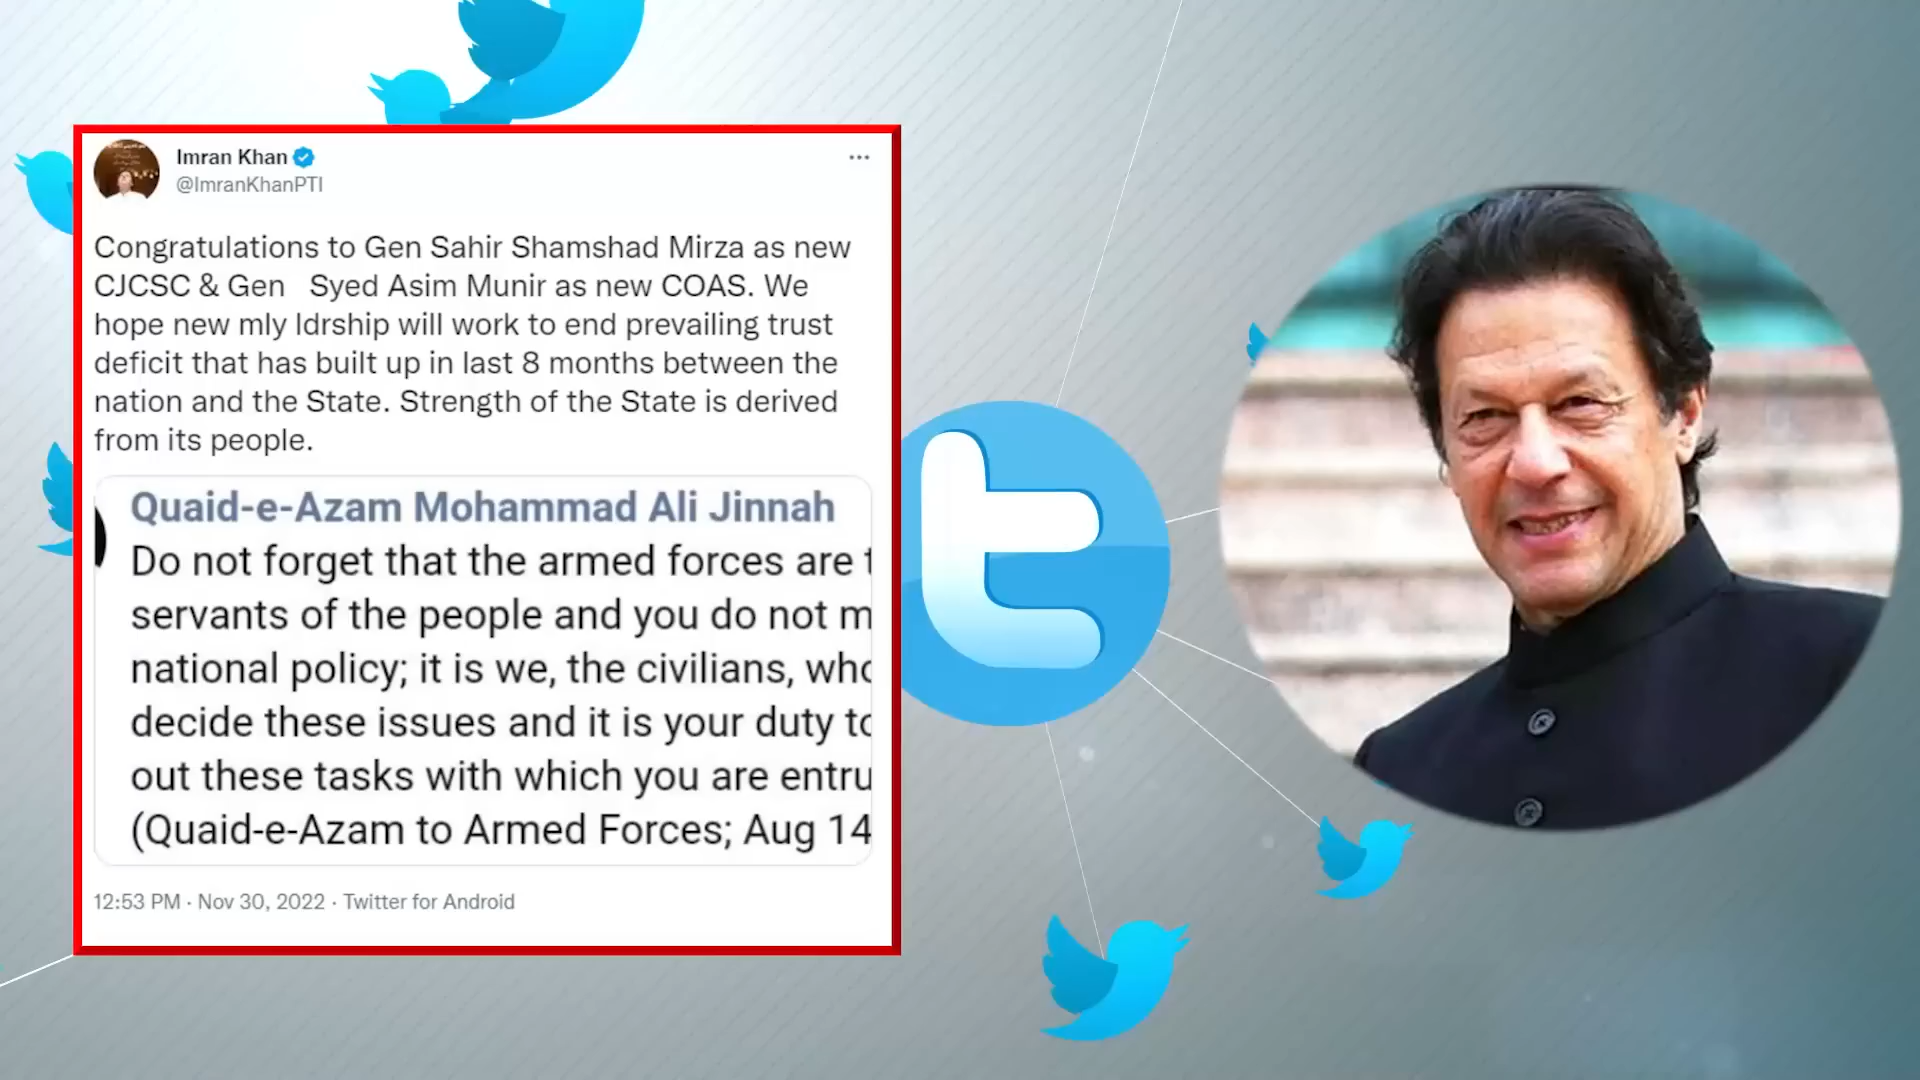 Imran Khan
@ImranKhanPTI
Congratulations to Gen Sahir Shamshad Mirza as new
CJCSC & Gen Syed Asim Munir as new COAS. We
hope new mly ldrship will work to end prevailing trust
deficit that has built up in last 8 months between the
nation and the State. Strength of the State is derived
from its people.
Quaid-e-Azam Mohammad Ali Jinnah
Do not forget that the armed forces are
servants of the people and you do not
national policy; it is we, the civilians,
decide these issues and it is your duty
out these tasks with which you are
(Quaid-e-Azam to Armed Forces; Aug 14
12:53 PM · Nov 30, 2022 · Twitter for Android
t